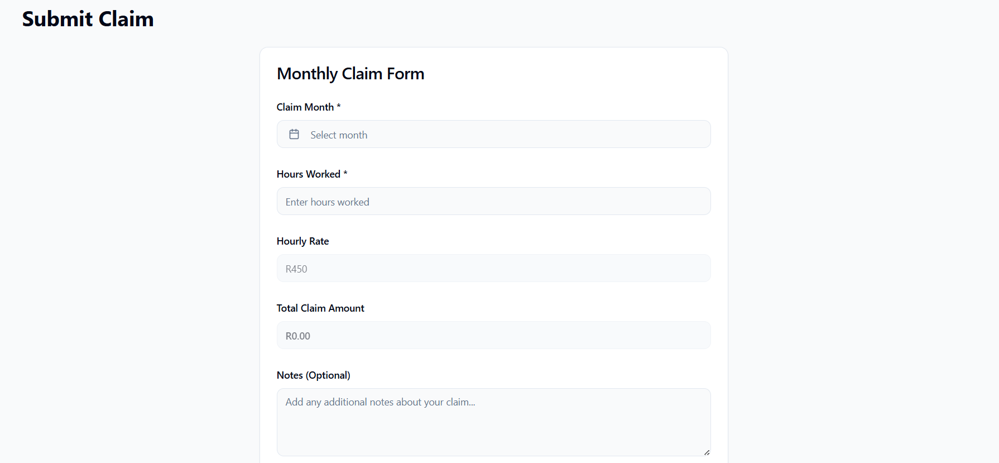 Submit Claim
Monthly Claim Form
Claim Month *
Select month
Hours Worked *
Enter hours worked
Hourly Rate
R450
Total Claim Amount
R0.00
Notes (Optional)
Add any additional notes about your claim...